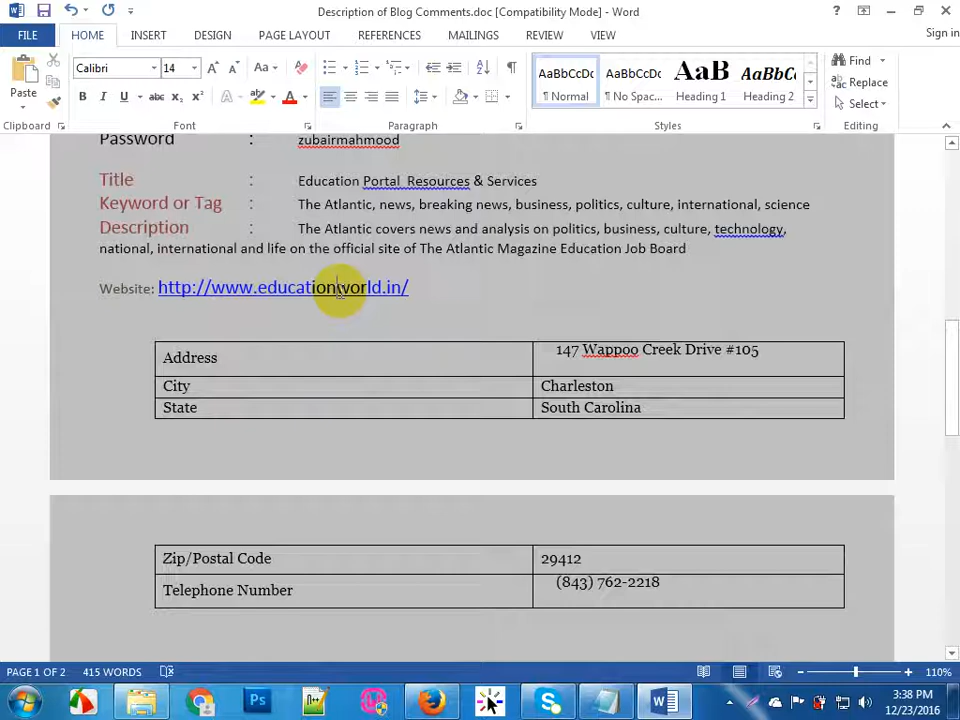 Description of Blog Comments.doc [Compatibility Mode] - Word
Sign in
FILE HOME INSERT DESIGN PAGE LAYOUT REFERENCES MAILINGS REVIEW VIEW
Calibri 14
Paste
AaBbCcDc AaBbCcDc AaB AaBbC
¶ Normal ¶ No Spac... Heading 1 Heading 2
Find
Replace
Select
Clipboard Font Paragraph Styles Editing
Password : zubairmahmood
Title : Education Portal Resources & Services
Keyword or Tag : The Atlantic, news, breaking news, business, politics, culture, international, science
Description : The Atlantic covers news and analysis on politics, business, culture, technology,
national, international and life on the official site of The Atlantic Magazine Education Job Board
Website: http://www.educationworld.in/
Address 147 Wappoo Creek Drive #105
City Charleston
State South Carolina
Zip/Postal Code 29412
Telephone Number (843) 762-2218
PAGE 1 OF 2 415 WORDS 110%
3:38 PM
12/23/2016